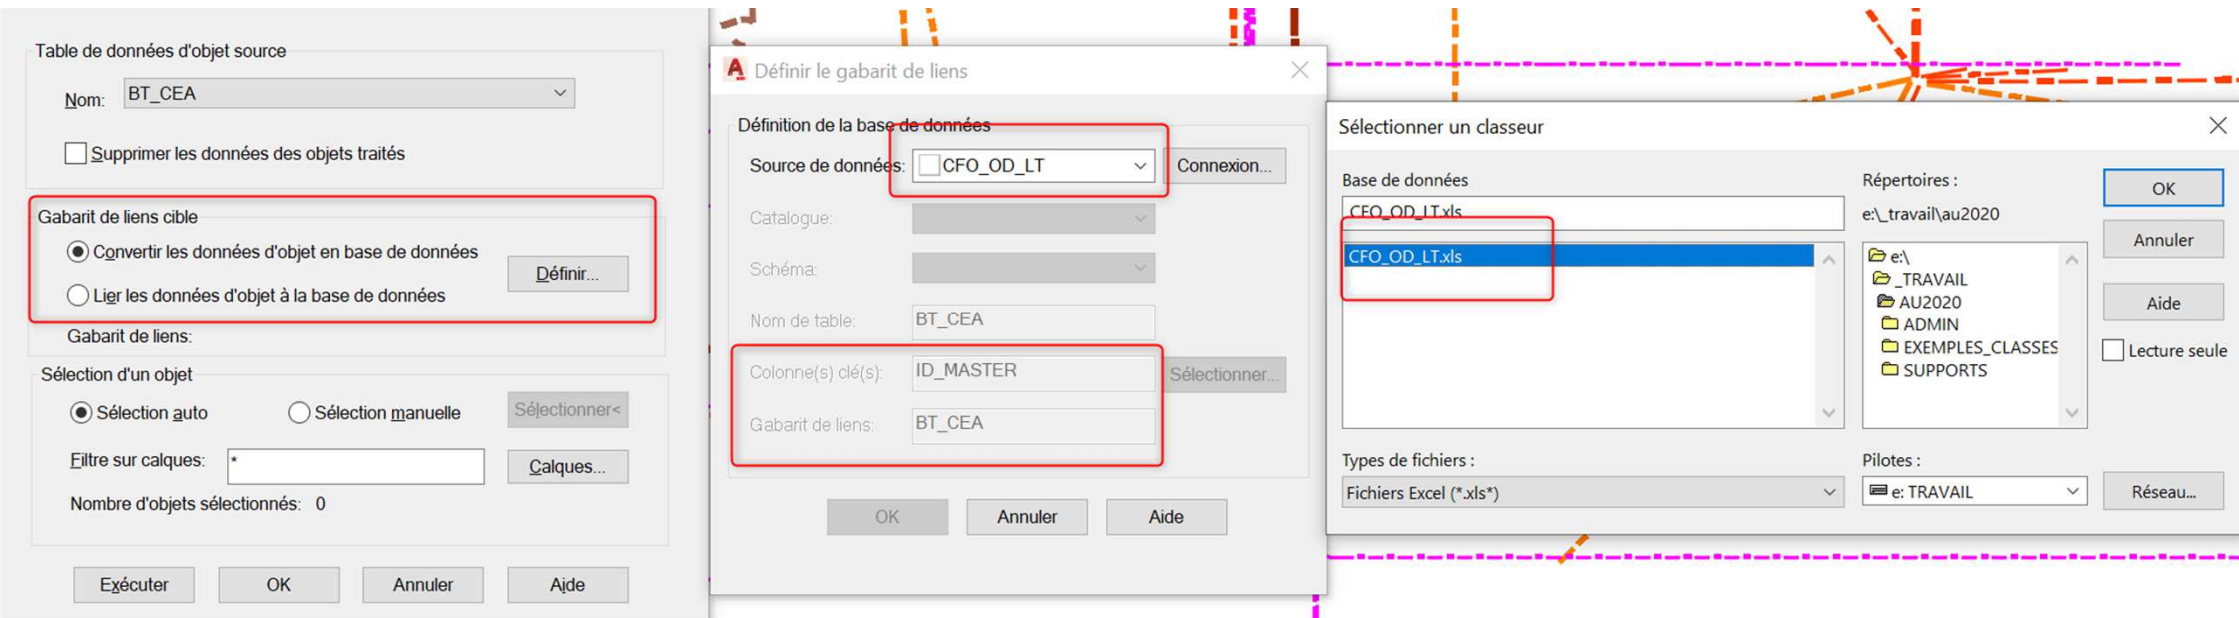 Table de données d'objet source
Nom: BT_CEA
Supprimer les données des objets traités
Gabarit de liens cible
Convertir les données d'objet en base de données
Définir...
Lier les données d'objet à la base de données
Gabarit de liens:
Sélection d'un objet
Sélection auto Sélection manuelle Sélectionner<
Filtre sur calques: * Calques...
Nombre d'objets sélectionnés: 0
Exécuter OK Annuler Aide
Définir le gabarit de liens
Définition de la base de données
Source de données: CFO_OD_LT Connexion...
Catalogue:
Schéma:
Nom de table: BT_CEA
Colonne(s) clé(s): ID_MASTER Sélectionner...
Gabarit de liens: BT_CEA
OK Annuler Aide
Sélectionner un classeur
Base de données
CFO_OD_LT.xls
CFO_OD_LT.xls
Types de fichiers :
Fichiers Excel (*.xls*)
Répertoires :
e:\_travail\au2020
e:\
_TRAVAIL
AU2020
ADMIN
EXEMPLES_CLASSES
SUPPORTS
Pilotes :
e: TRAVAIL
OK
Annuler
Aide
Lecture seule
Réseau...